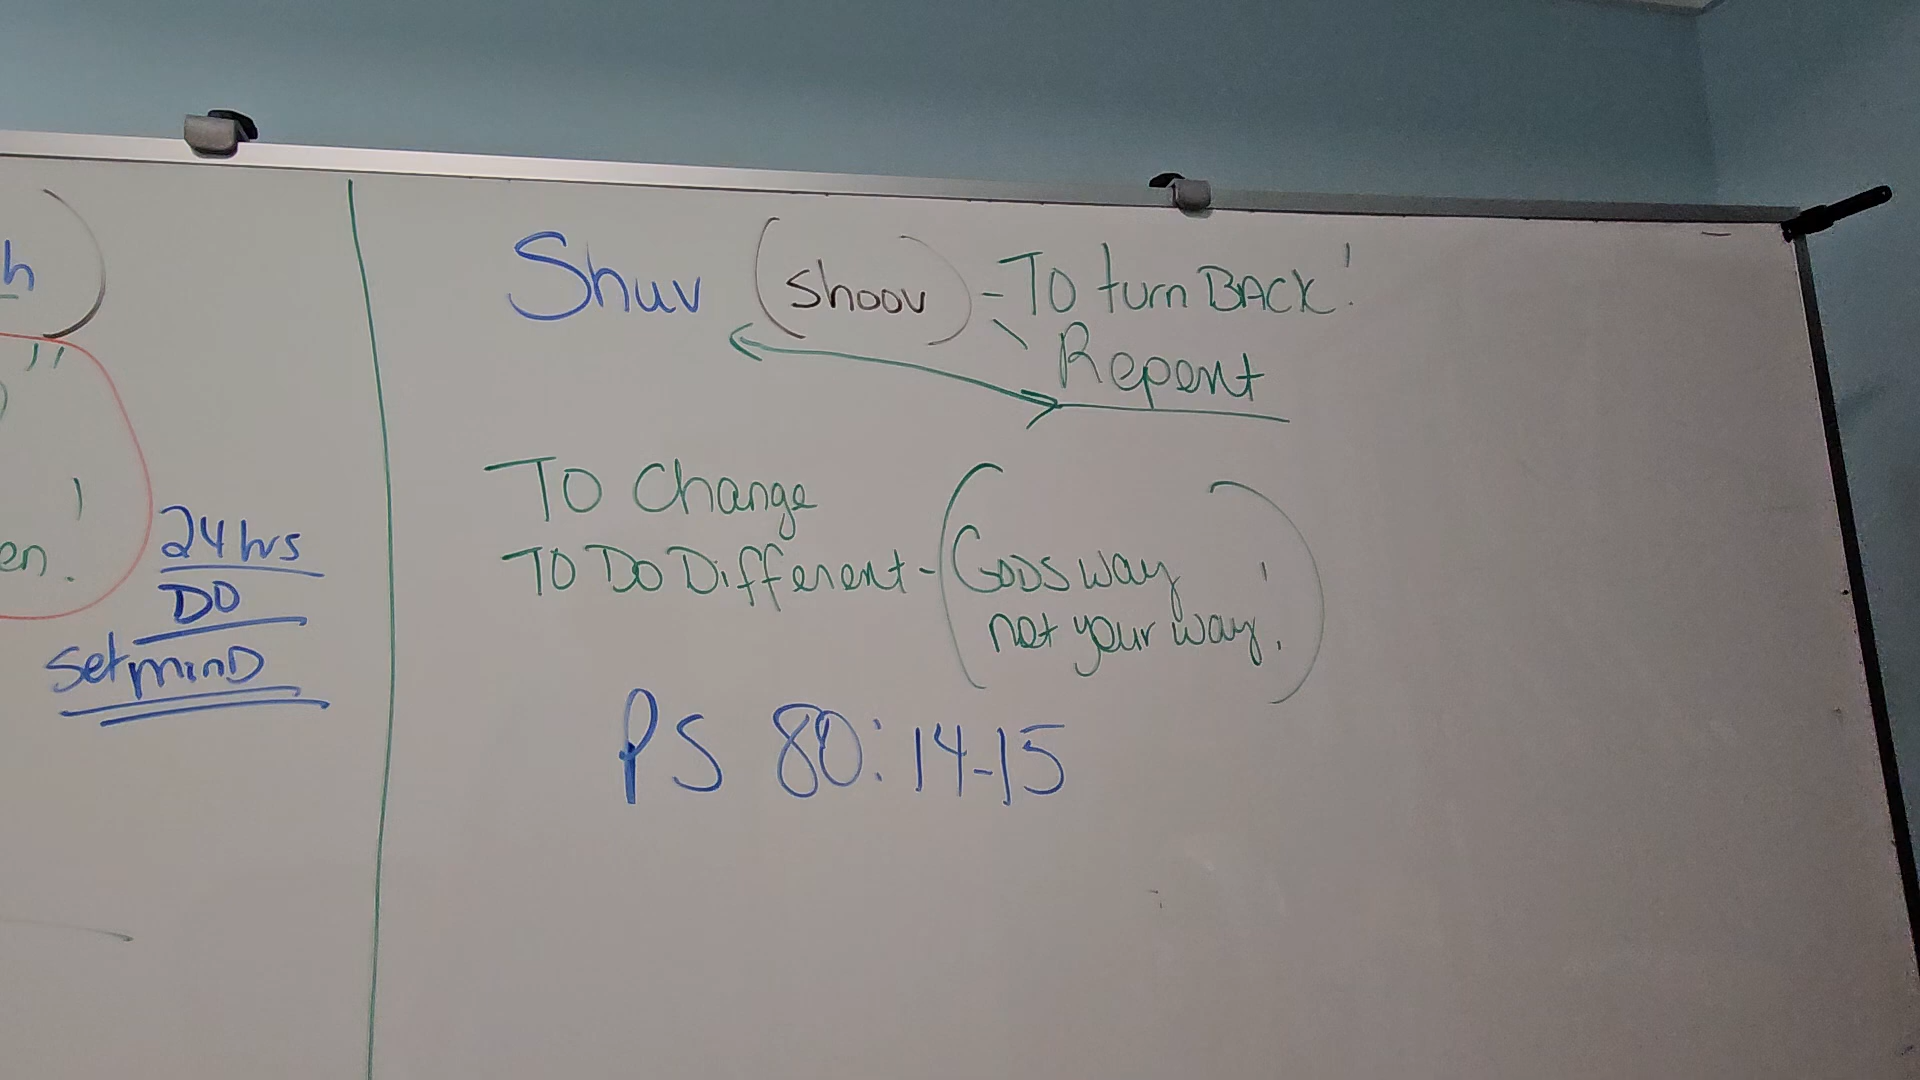 h
"
en.
24 hrs
DO
set minD
Shuv (shoov) - TO turn BACK!
Repent
TO Change
TO DO Different - (GODS way
not your way.)
PS 80:14-15